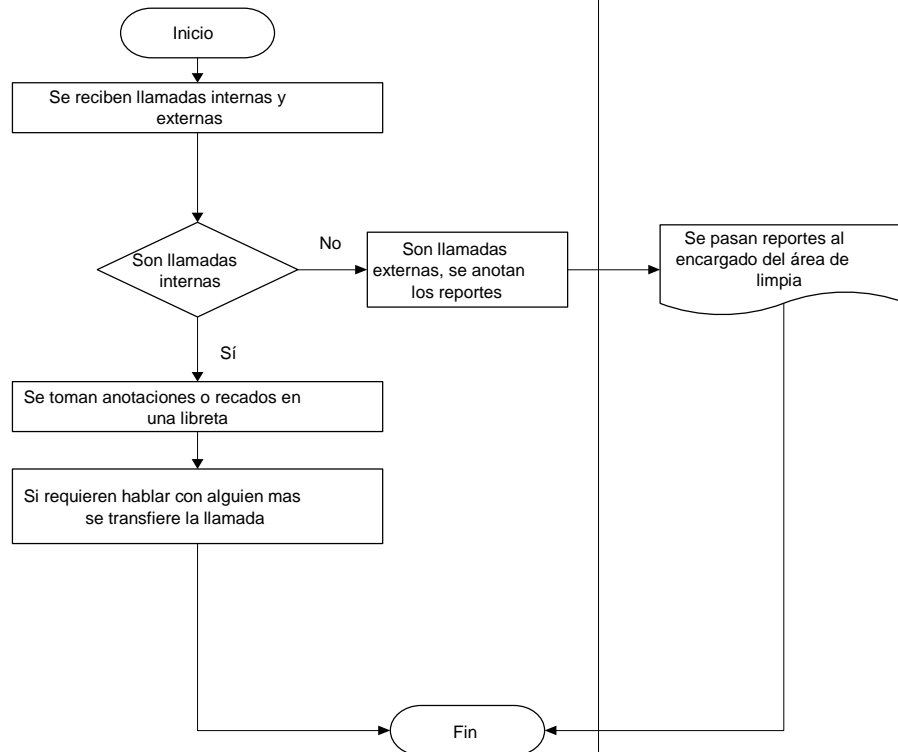 Inicio
Se reciben llamadas internas y
externas
Son llamadas
internas
No
Son llamadas
externas, se anotan
los reportes
Se pasan reportes al
encargado del área de
limpia
Sí
Se toman anotaciones o recados en
una libreta
Si requieren hablar con alguien mas
se transfiere la llamada
Fin